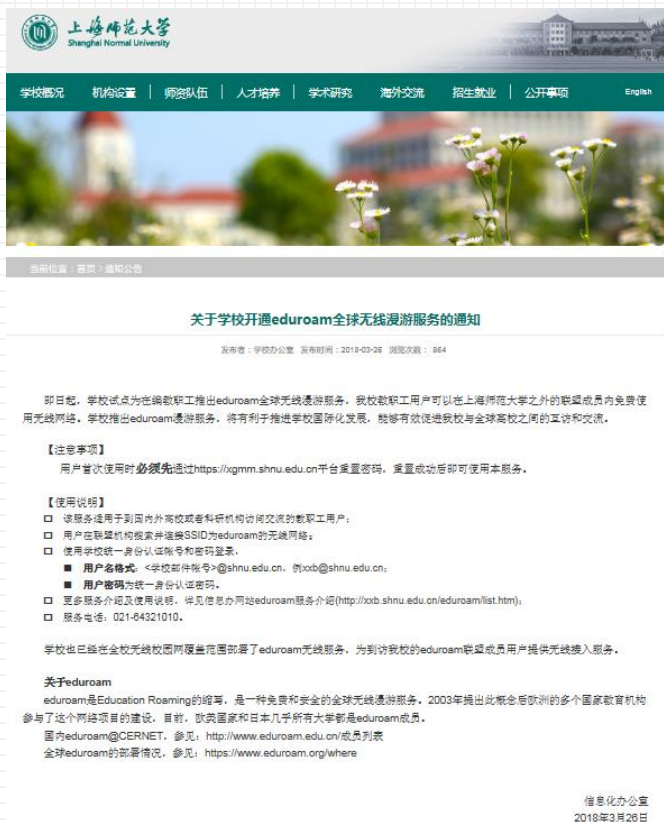 上海师范大学
Shanghai Normal University
学校概况 机构设置 师资队伍 人才培养 学术研究 海外交流 招生就业 公开事项 English
当前位置：首页 > 通知公告
关于学校开通eduroam全球无线漫游服务的通知
发布者：学校办公室 发布时间：2018-03-26 浏览次数：864
即日起，学校试点为在编教职工推出eduroam全球无线漫游服务，我校教职工用户可以在上海师范大学之外的联盟成员内免费使
用无线网络。学校推出eduroam漫游服务，将有利于推进学校国际化发展，能够有效促进我校与全球高校之间的互访和交流。
【注意事项】
用户首次使用时必须先通过https://xgmm.shnu.edu.cn平台重置密码，重置成功后即可使用本服务。
【使用说明】
□ 该服务适用于到国内外高校或者科研机构访问交流的教职工用户；
□ 用户在联盟机构搜索并连接SSID为eduroam的无线网络；
□ 使用学校统一身份认证帐号和密码登录，
■ 用户名格式：<学校邮件帐号>@shnu.edu.cn，例xxb@shnu.edu.cn；
■ 用户密码为统一身份认证密码。
□ 更多服务介绍及使用说明，详见信息办网站eduroam服务介绍(http://xxb.shnu.edu.cn/eduroam/list.htm)；
□ 服务电话：021-64321010。
学校也已经在全校无线校园网覆盖范围部署了eduroam无线服务，为到访我校的eduroam联盟成员用户提供无线接入服务。
关于eduroam
eduroam是Education Roaming的缩写，是一种免费和安全的全球无线漫游服务。2003年提出此概念后欧洲的多个国家教育机构
参与了这个网络项目的建设，目前，欧美国家和日本几乎所有大学都是eduroam成员。
国内eduroam@CERNET，参见：http://www.eduroam.edu.cn/成员列表
全球eduroam的部署情况，参见：https://www.eduroam.org/where
信息化办公室
2018年3月26日